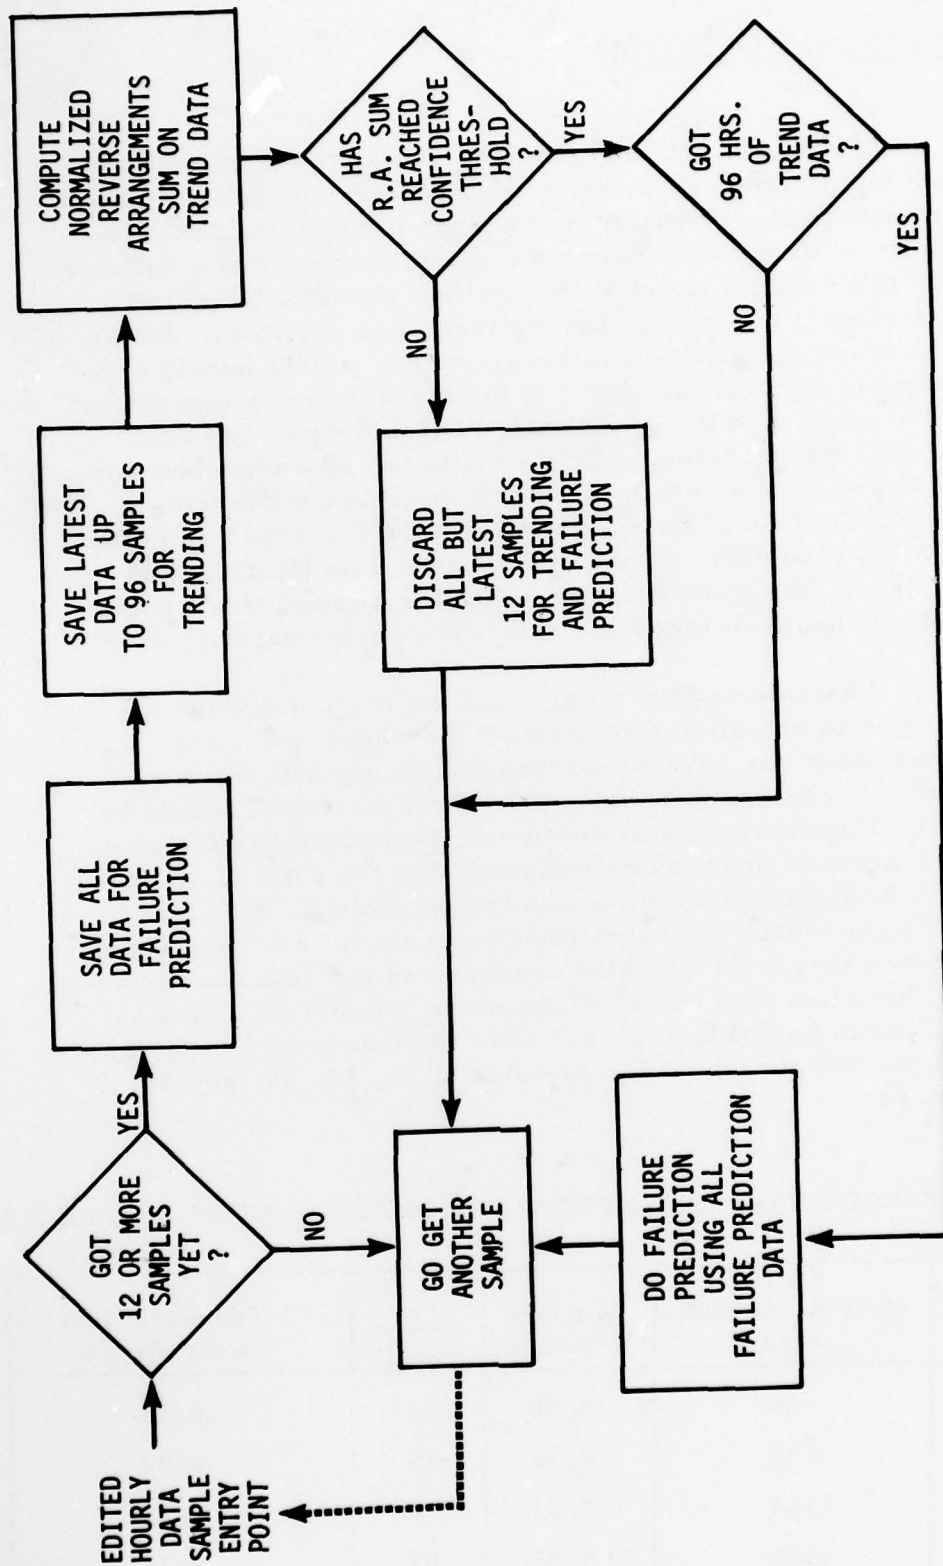 EDITED
HOURLY
DATA
SAMPLE
ENTRY
POINT
GOT
12 OR MORE
SAMPLES
YET
?
YES
NO
SAVE ALL
DATA FOR
FAILURE
PREDICTION
SAVE LATEST
DATA UP
TO 96 SAMPLES
FOR
TRENDING
COMPUTE
NORMALIZED
REVERSE
ARRANGEMENTS
SUM ON
TREND DATA
HAS
R.A. SUM
REACHED
CONFIDENCE
THRES-
HOLD
?
NO
YES
DISCARD
ALL BUT
LATEST
12 SAMPLES
FOR TRENDING
AND FAILURE
PREDICTION
GOT
96 HRS.
OF
TREND
DATA
?
NO
YES
GO GET
ANOTHER
SAMPLE
DO FAILURE
PREDICTION
USING ALL
FAILURE PREDICTION
DATA